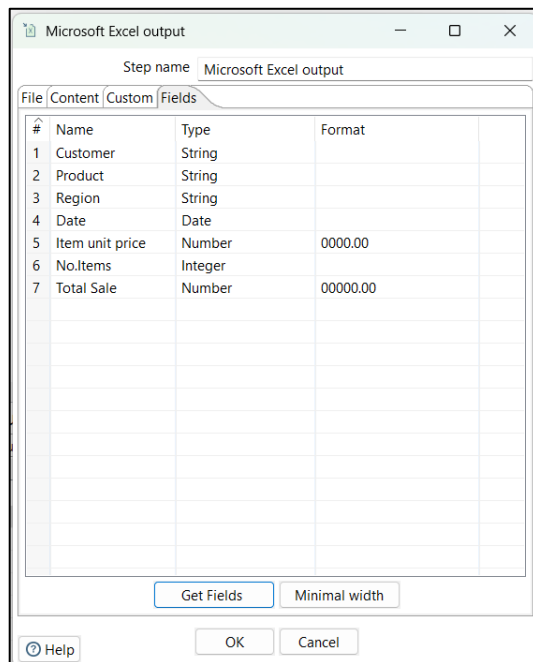 Microsoft Excel output
Step name Microsoft Excel output
File Content Custom Fields
# Name Type Format
1 Customer String
2 Product String
3 Region String
4 Date Date
5 Item unit price Number 0000.00
6 No.Items Integer
7 Total Sale Number 00000.00
Get Fields Minimal width
Help OK Cancel